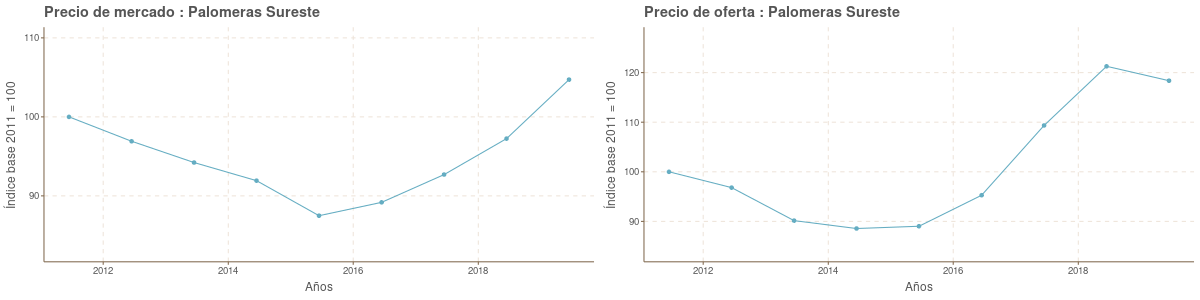 Precio de mercado : Palomeras Sureste
110
100
90
Índice base 2011 = 100
2012
2014
2016
2018
Años
Precio de oferta : Palomeras Sureste
120
110
100
90
Índice base 2011 = 100
2012
2014
2016
2018
Años